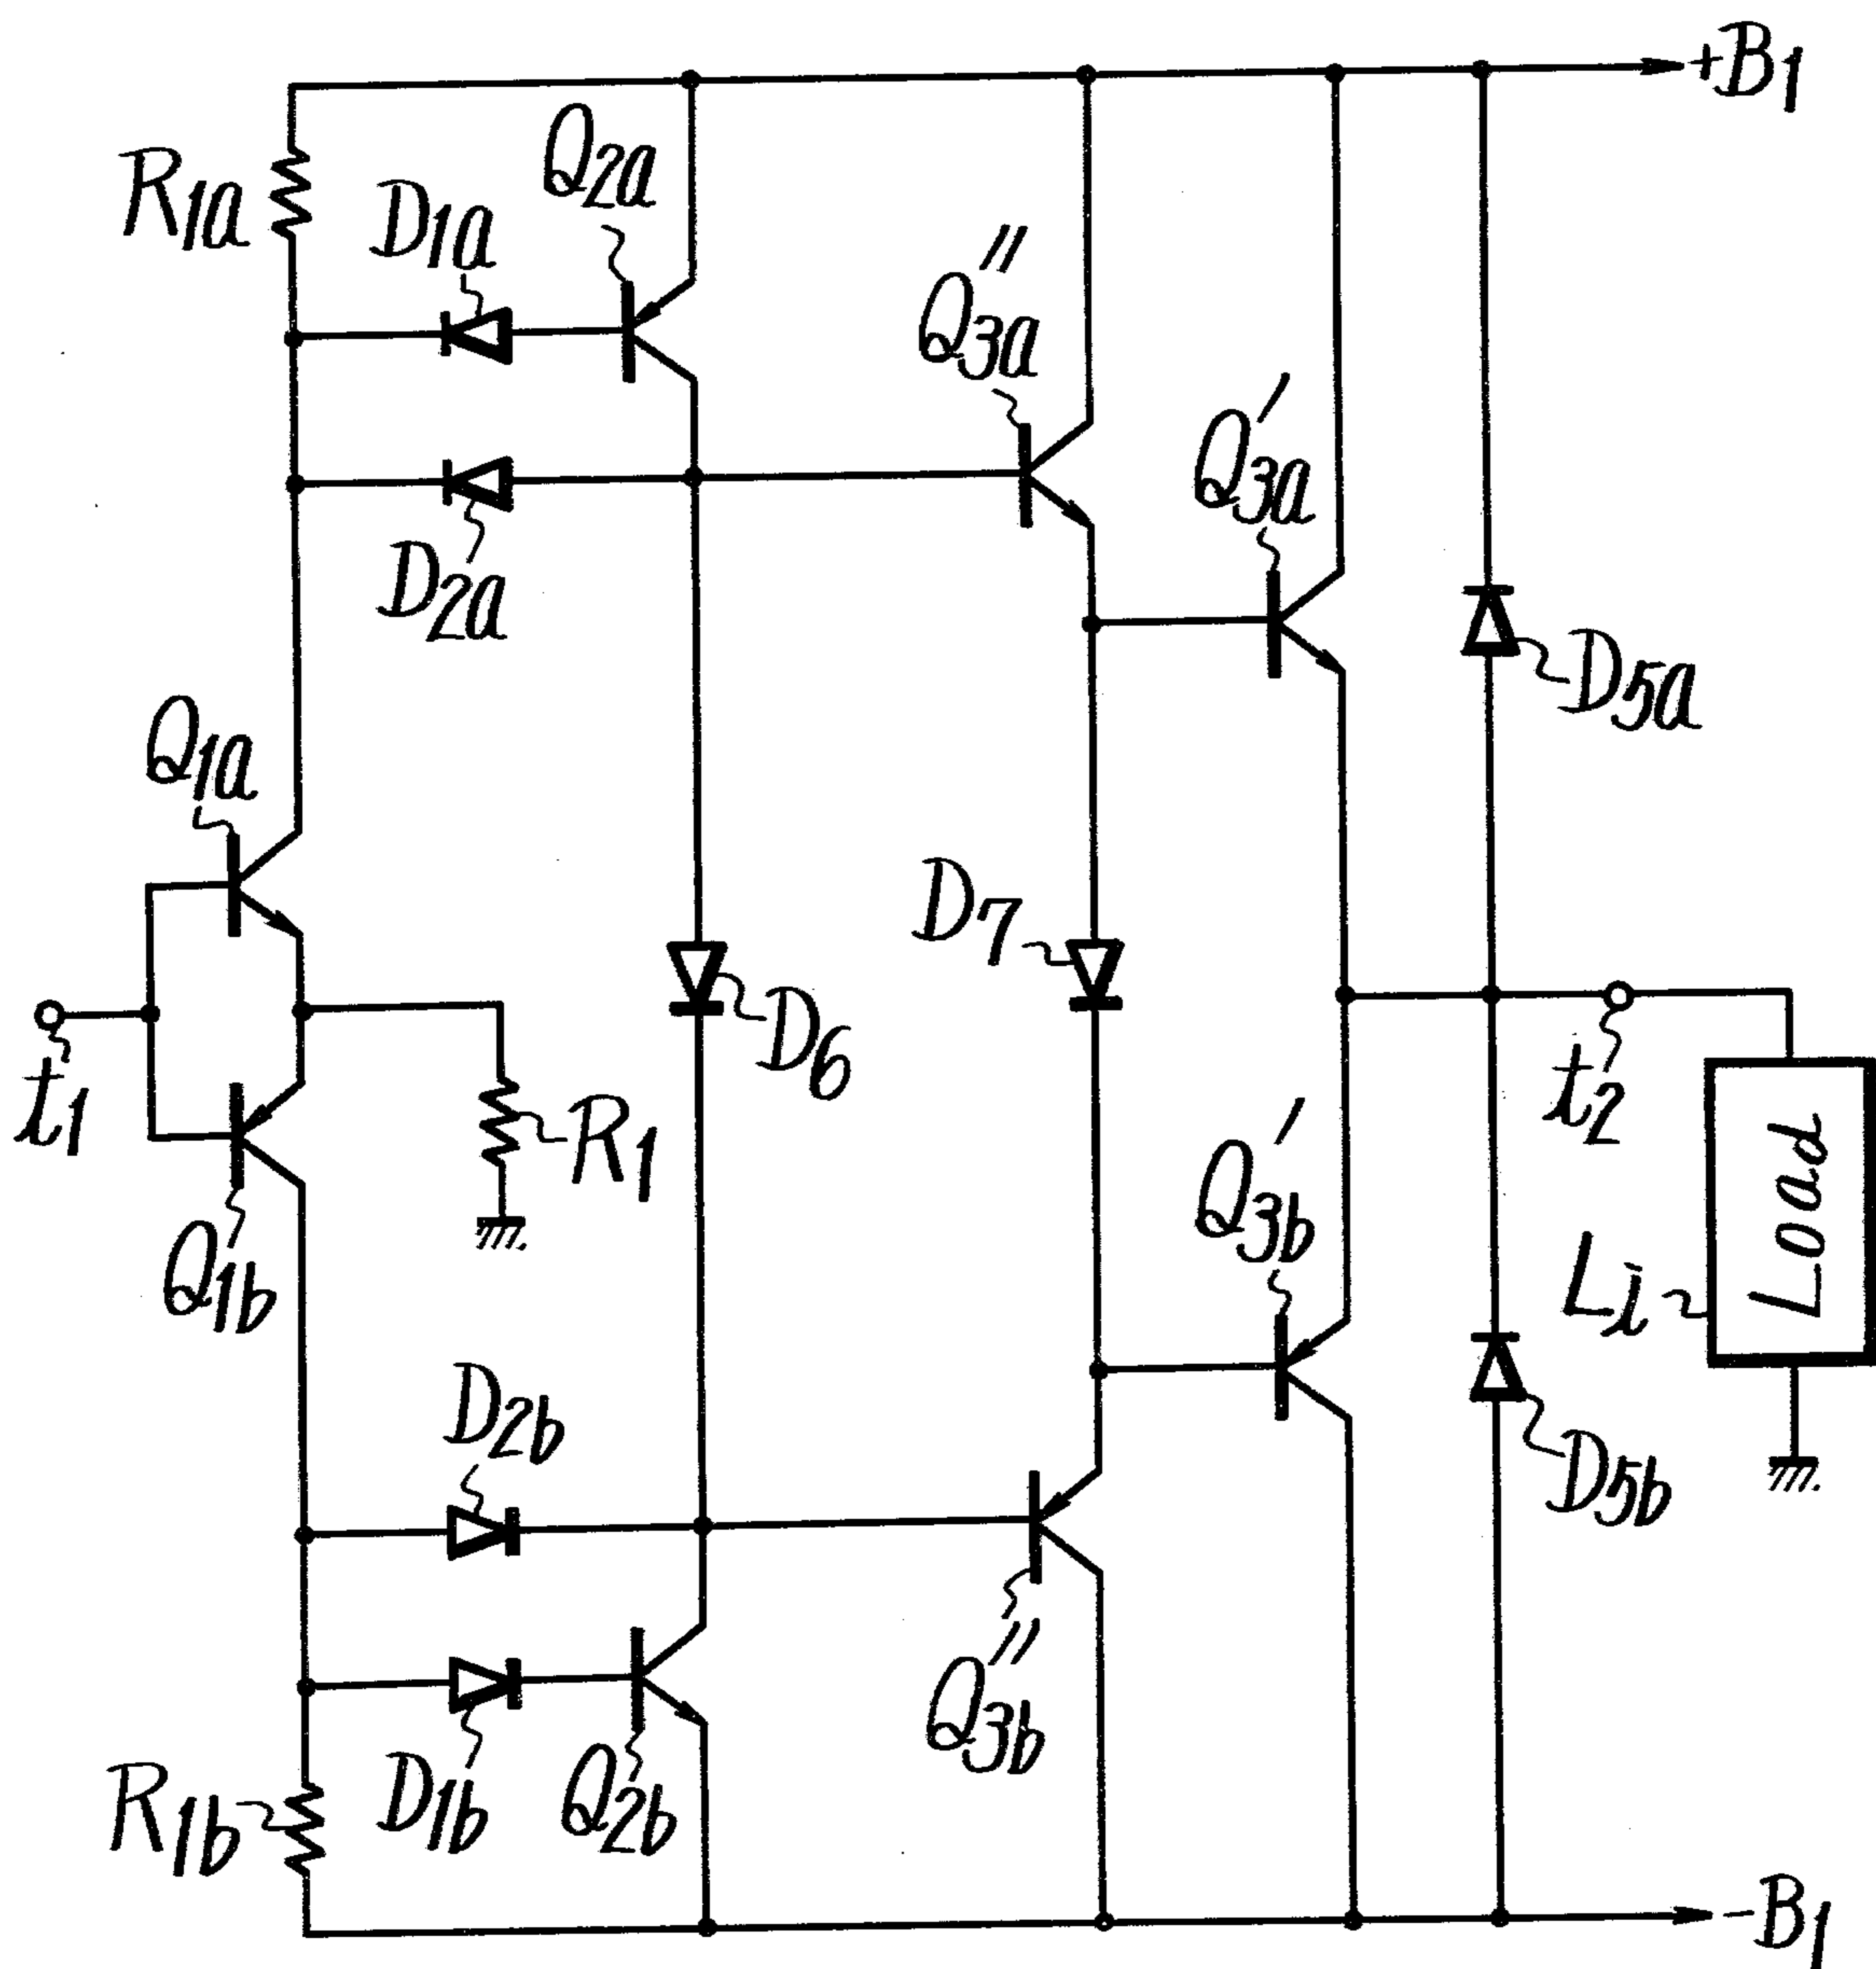 +B1
Q2a
R1a
D1a
Q3a″
Q3a′
D2a
D5a
Q1a
D7
D6
t1
t2
R1
Load
Q3b′
Q1b
Li
D2b
D5b
Q3b″
D1b
Q2b
R1b
-B1